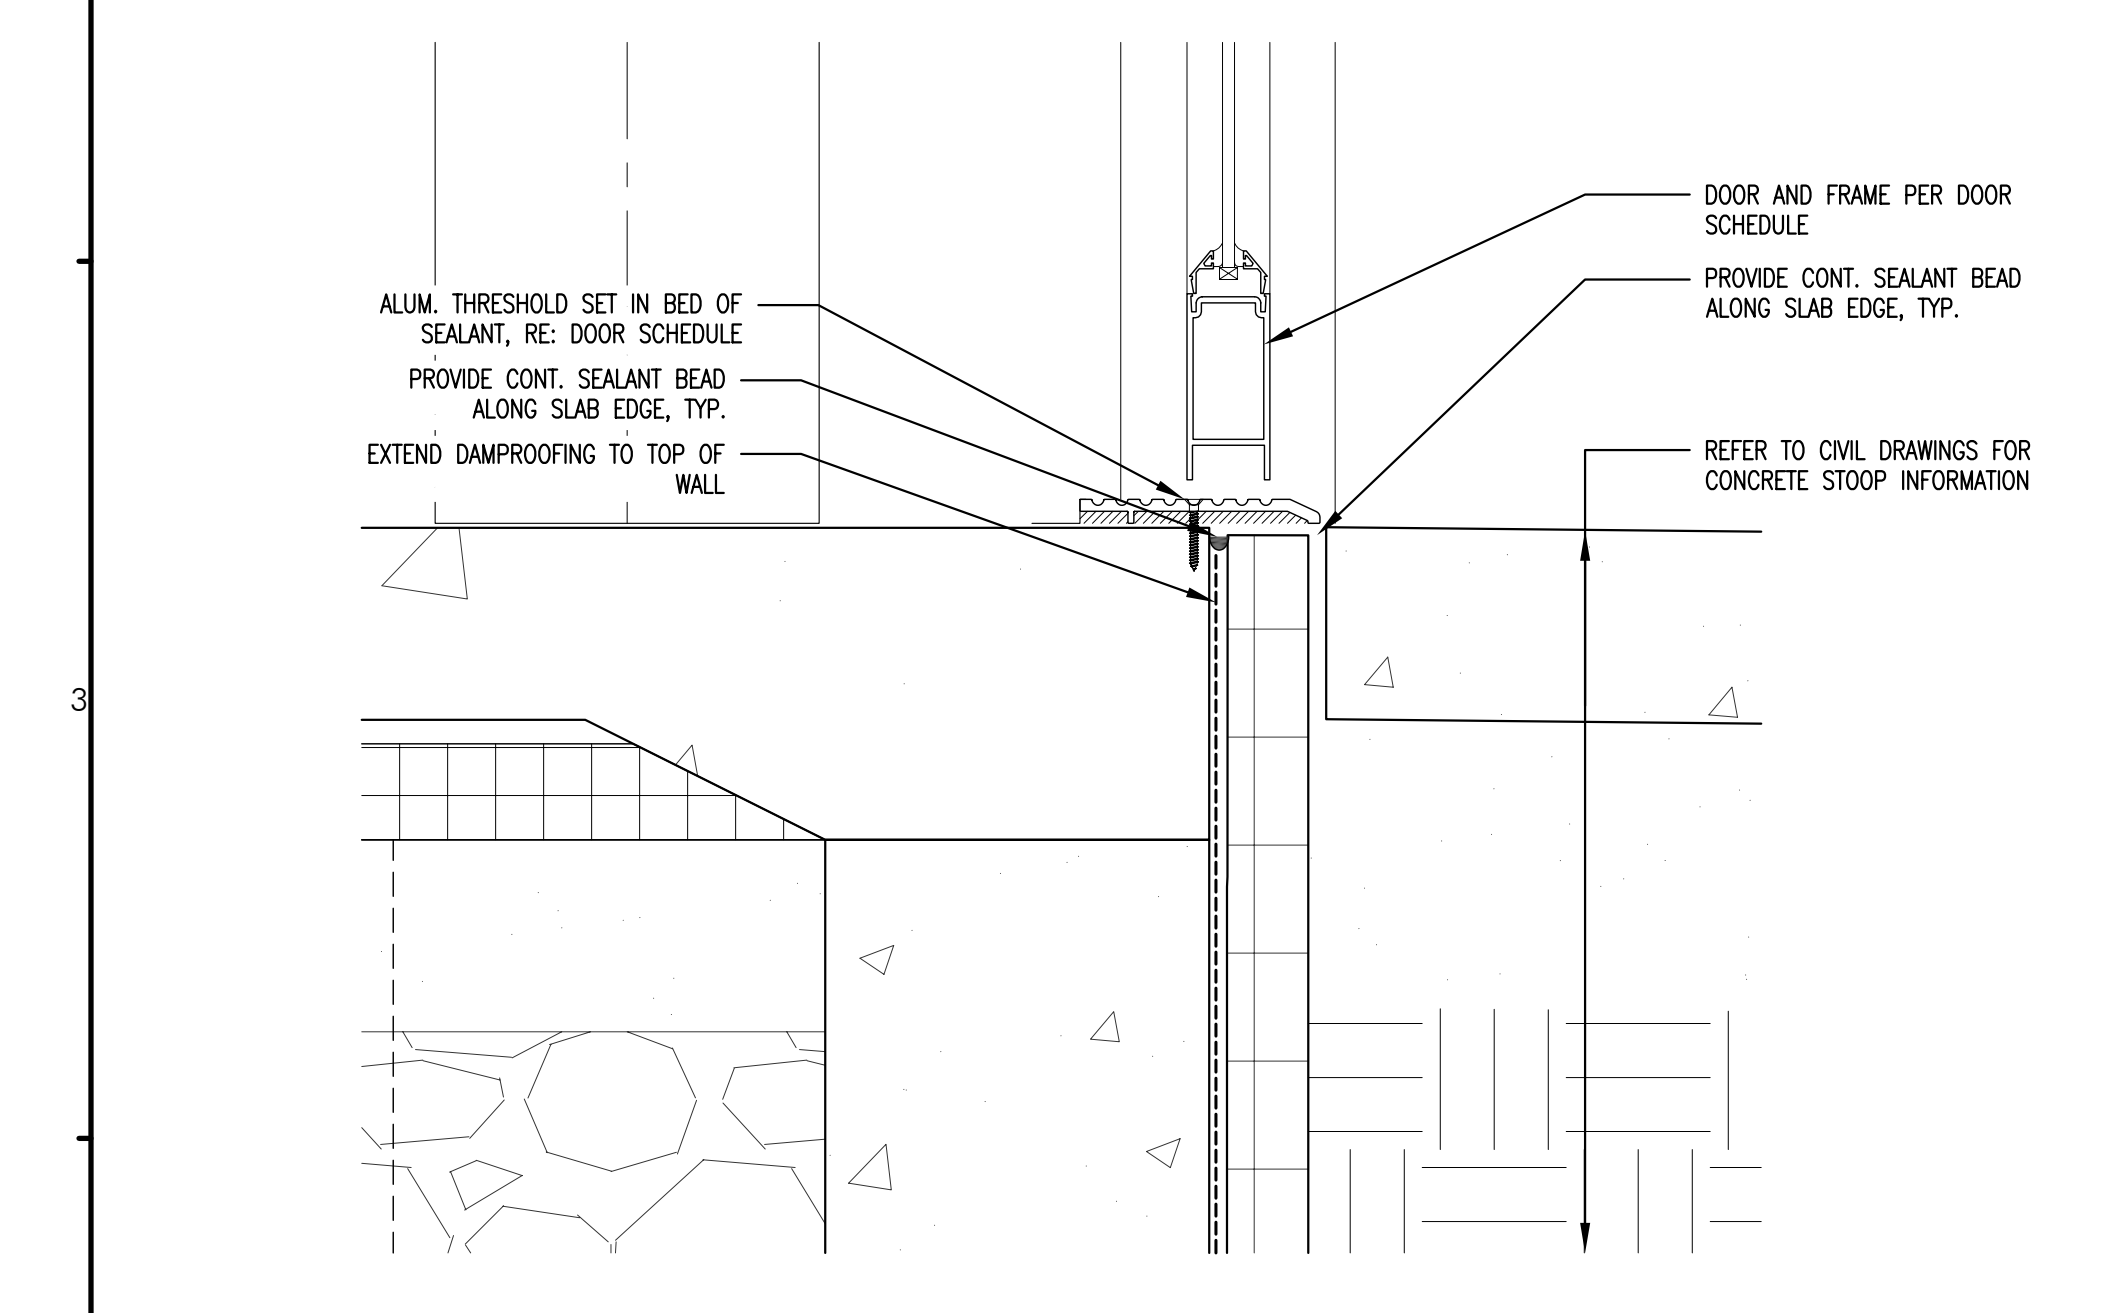 ALUM. THRESHOLD SET IN BED OF
SEALANT, RE: DOOR SCHEDULE
PROVIDE CONT. SEALANT BEAD
ALONG SLAB EDGE, TYP.
EXTEND DAMPROOFING TO TOP OF
WALL
3
DOOR AND FRAME PER DOOR
SCHEDULE
PROVIDE CONT. SEALANT BEAD
ALONG SLAB EDGE, TYP.
REFER TO CIVIL DRAWINGS FOR
CONCRETE STOOP INFORMATION